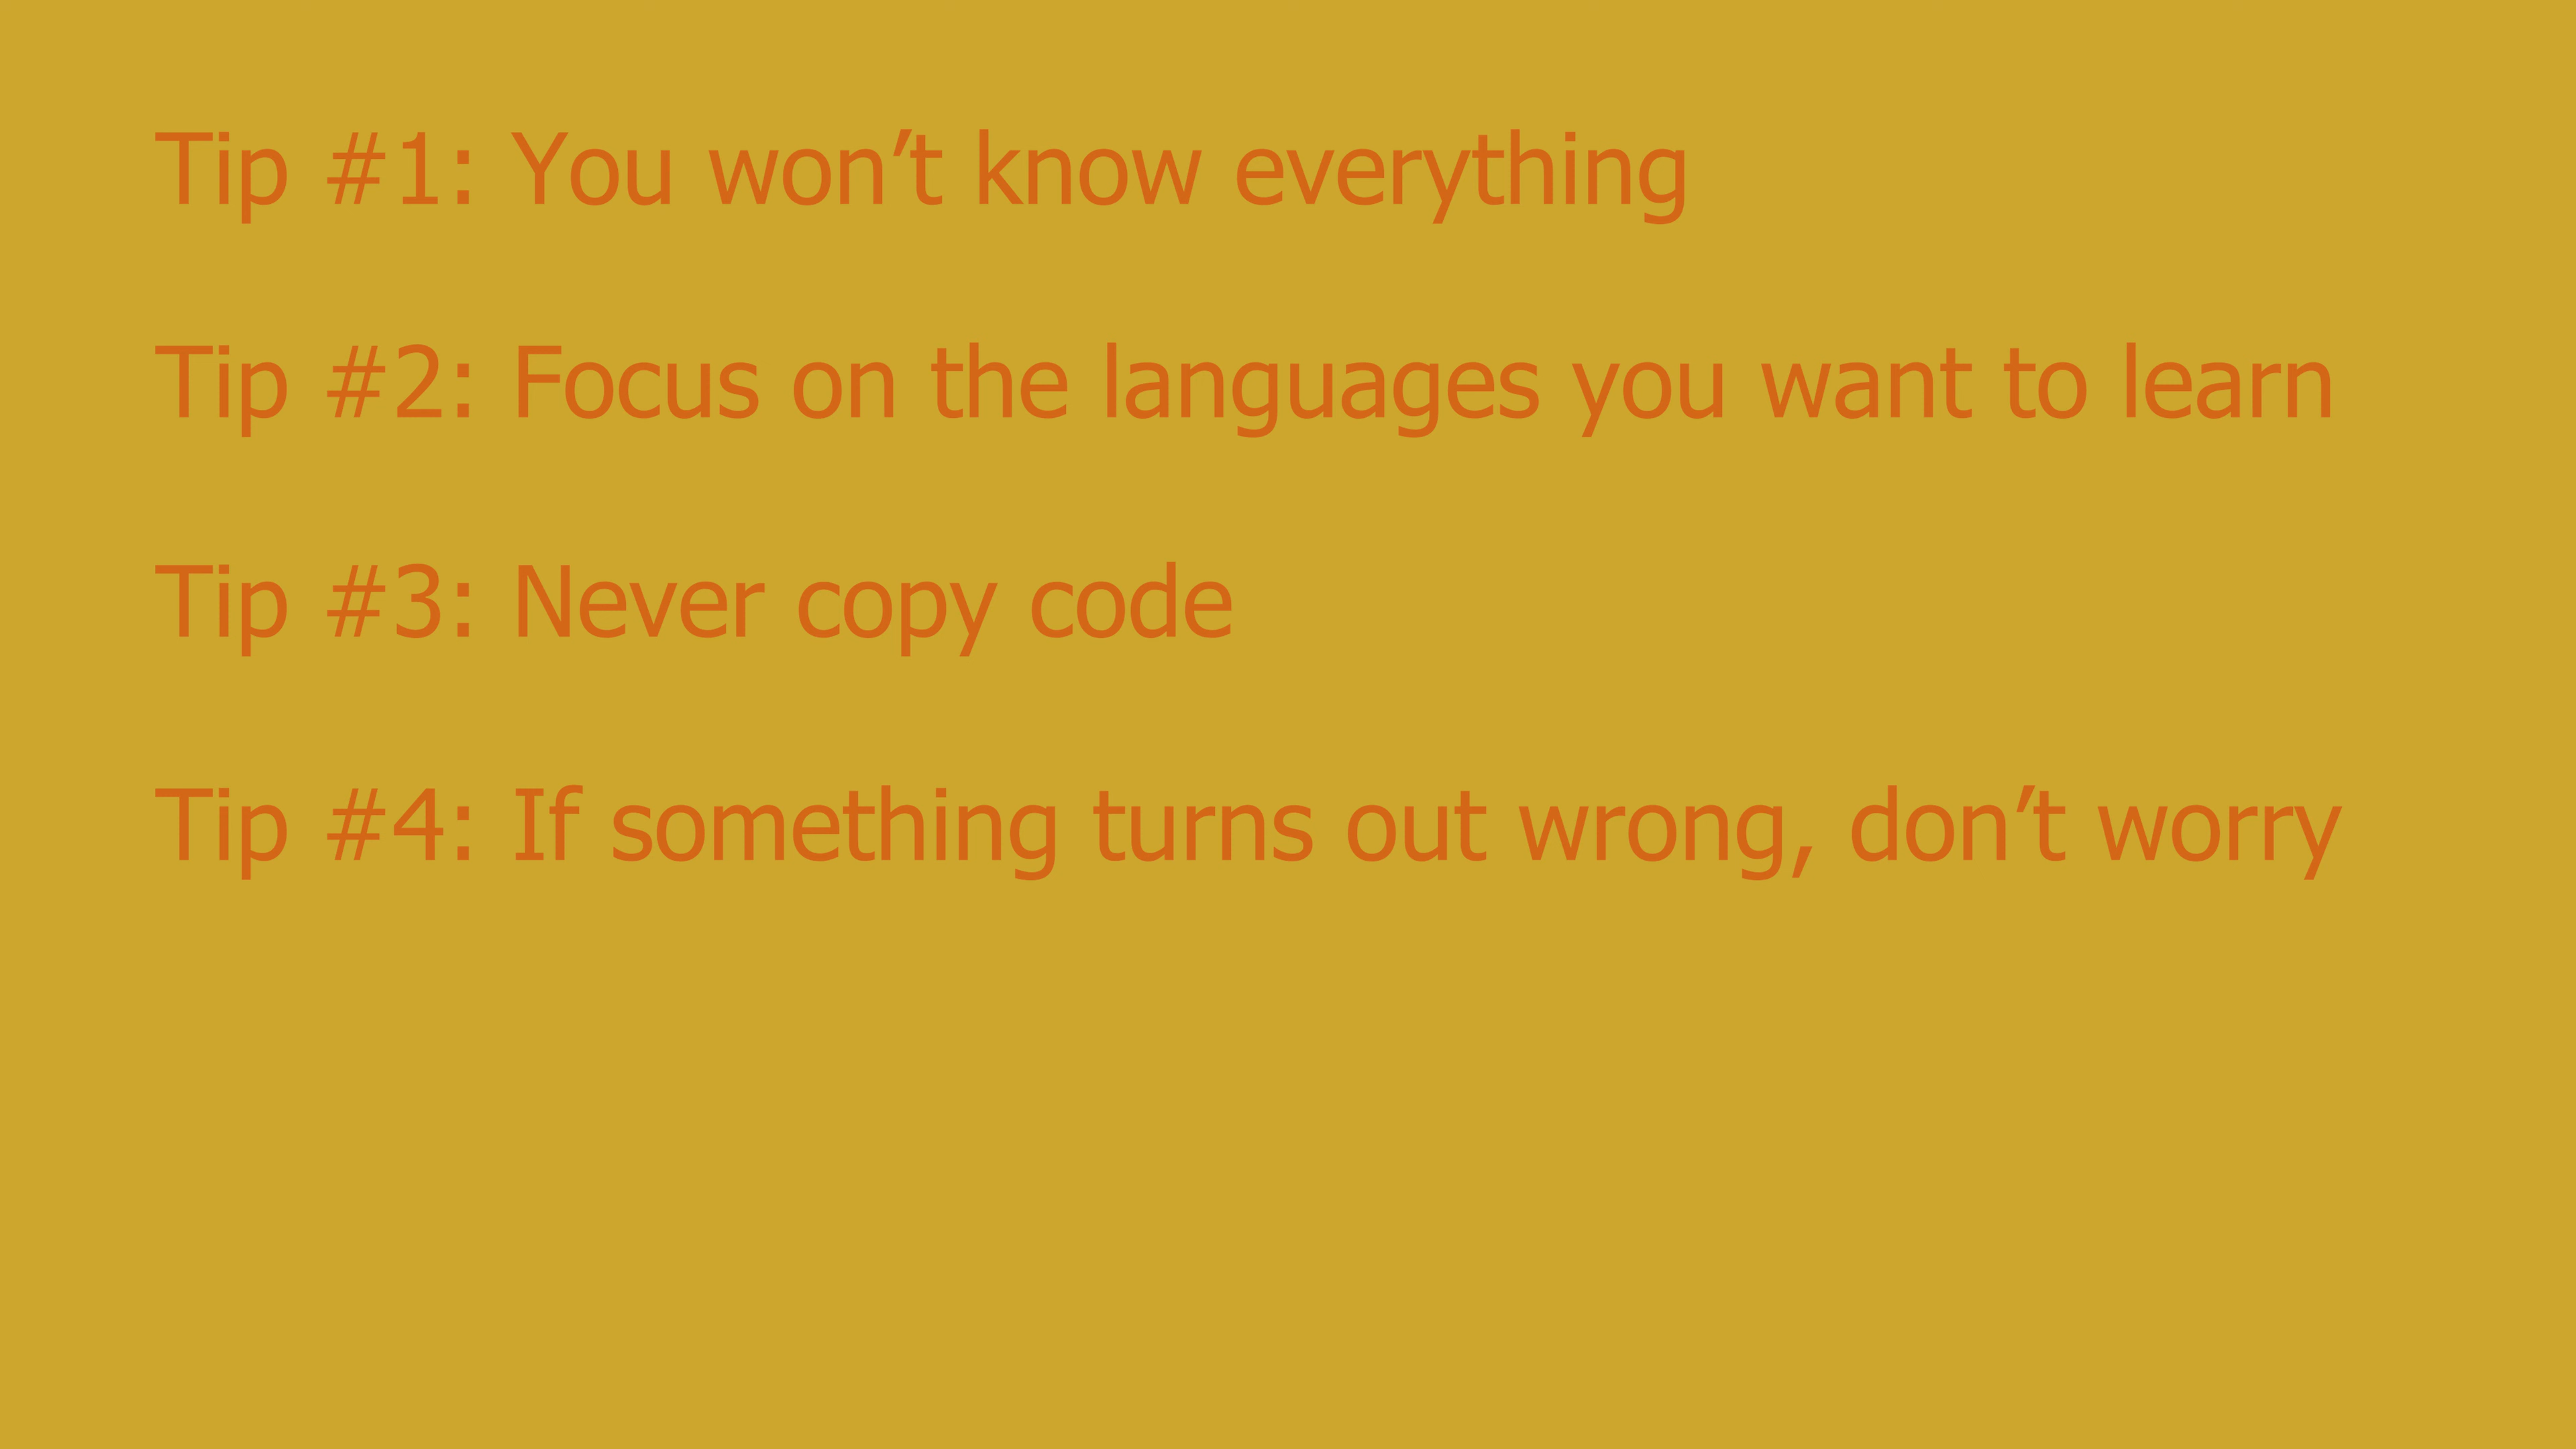 Tip #1: You won’t know everything
Tip #2: Focus on the languages you want to learn
Tip #3: Never copy code
Tip #4: If something turns out wrong, don’t worry